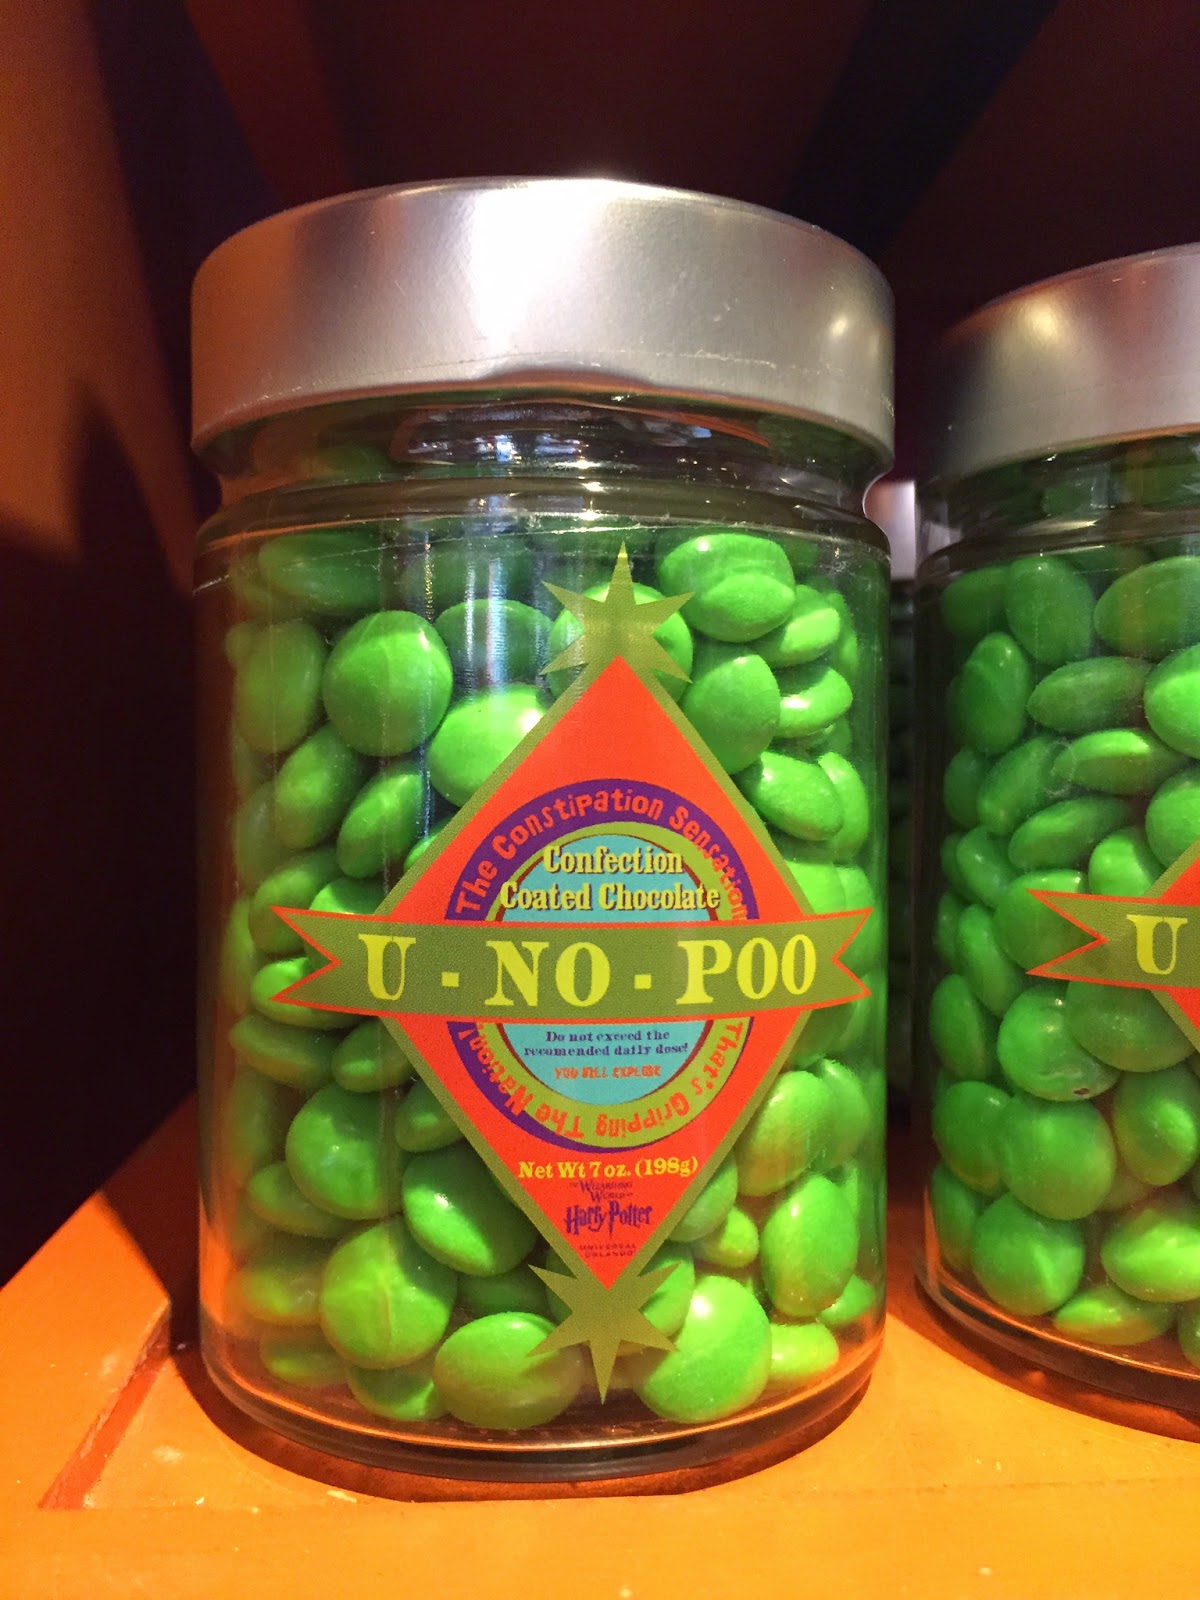 The Constipation Sensation
Confection
Coated Chocolate
U - NO - POO
Do not exceed the
recomended daily dose!
YOU WILL EXPLODE
That's Gripping The Nation!
Net Wt 7 oz. (198g)
THE WIZARDING
WORLD OF
Harry Potter
UNIVERSAL
ORLANDO
U